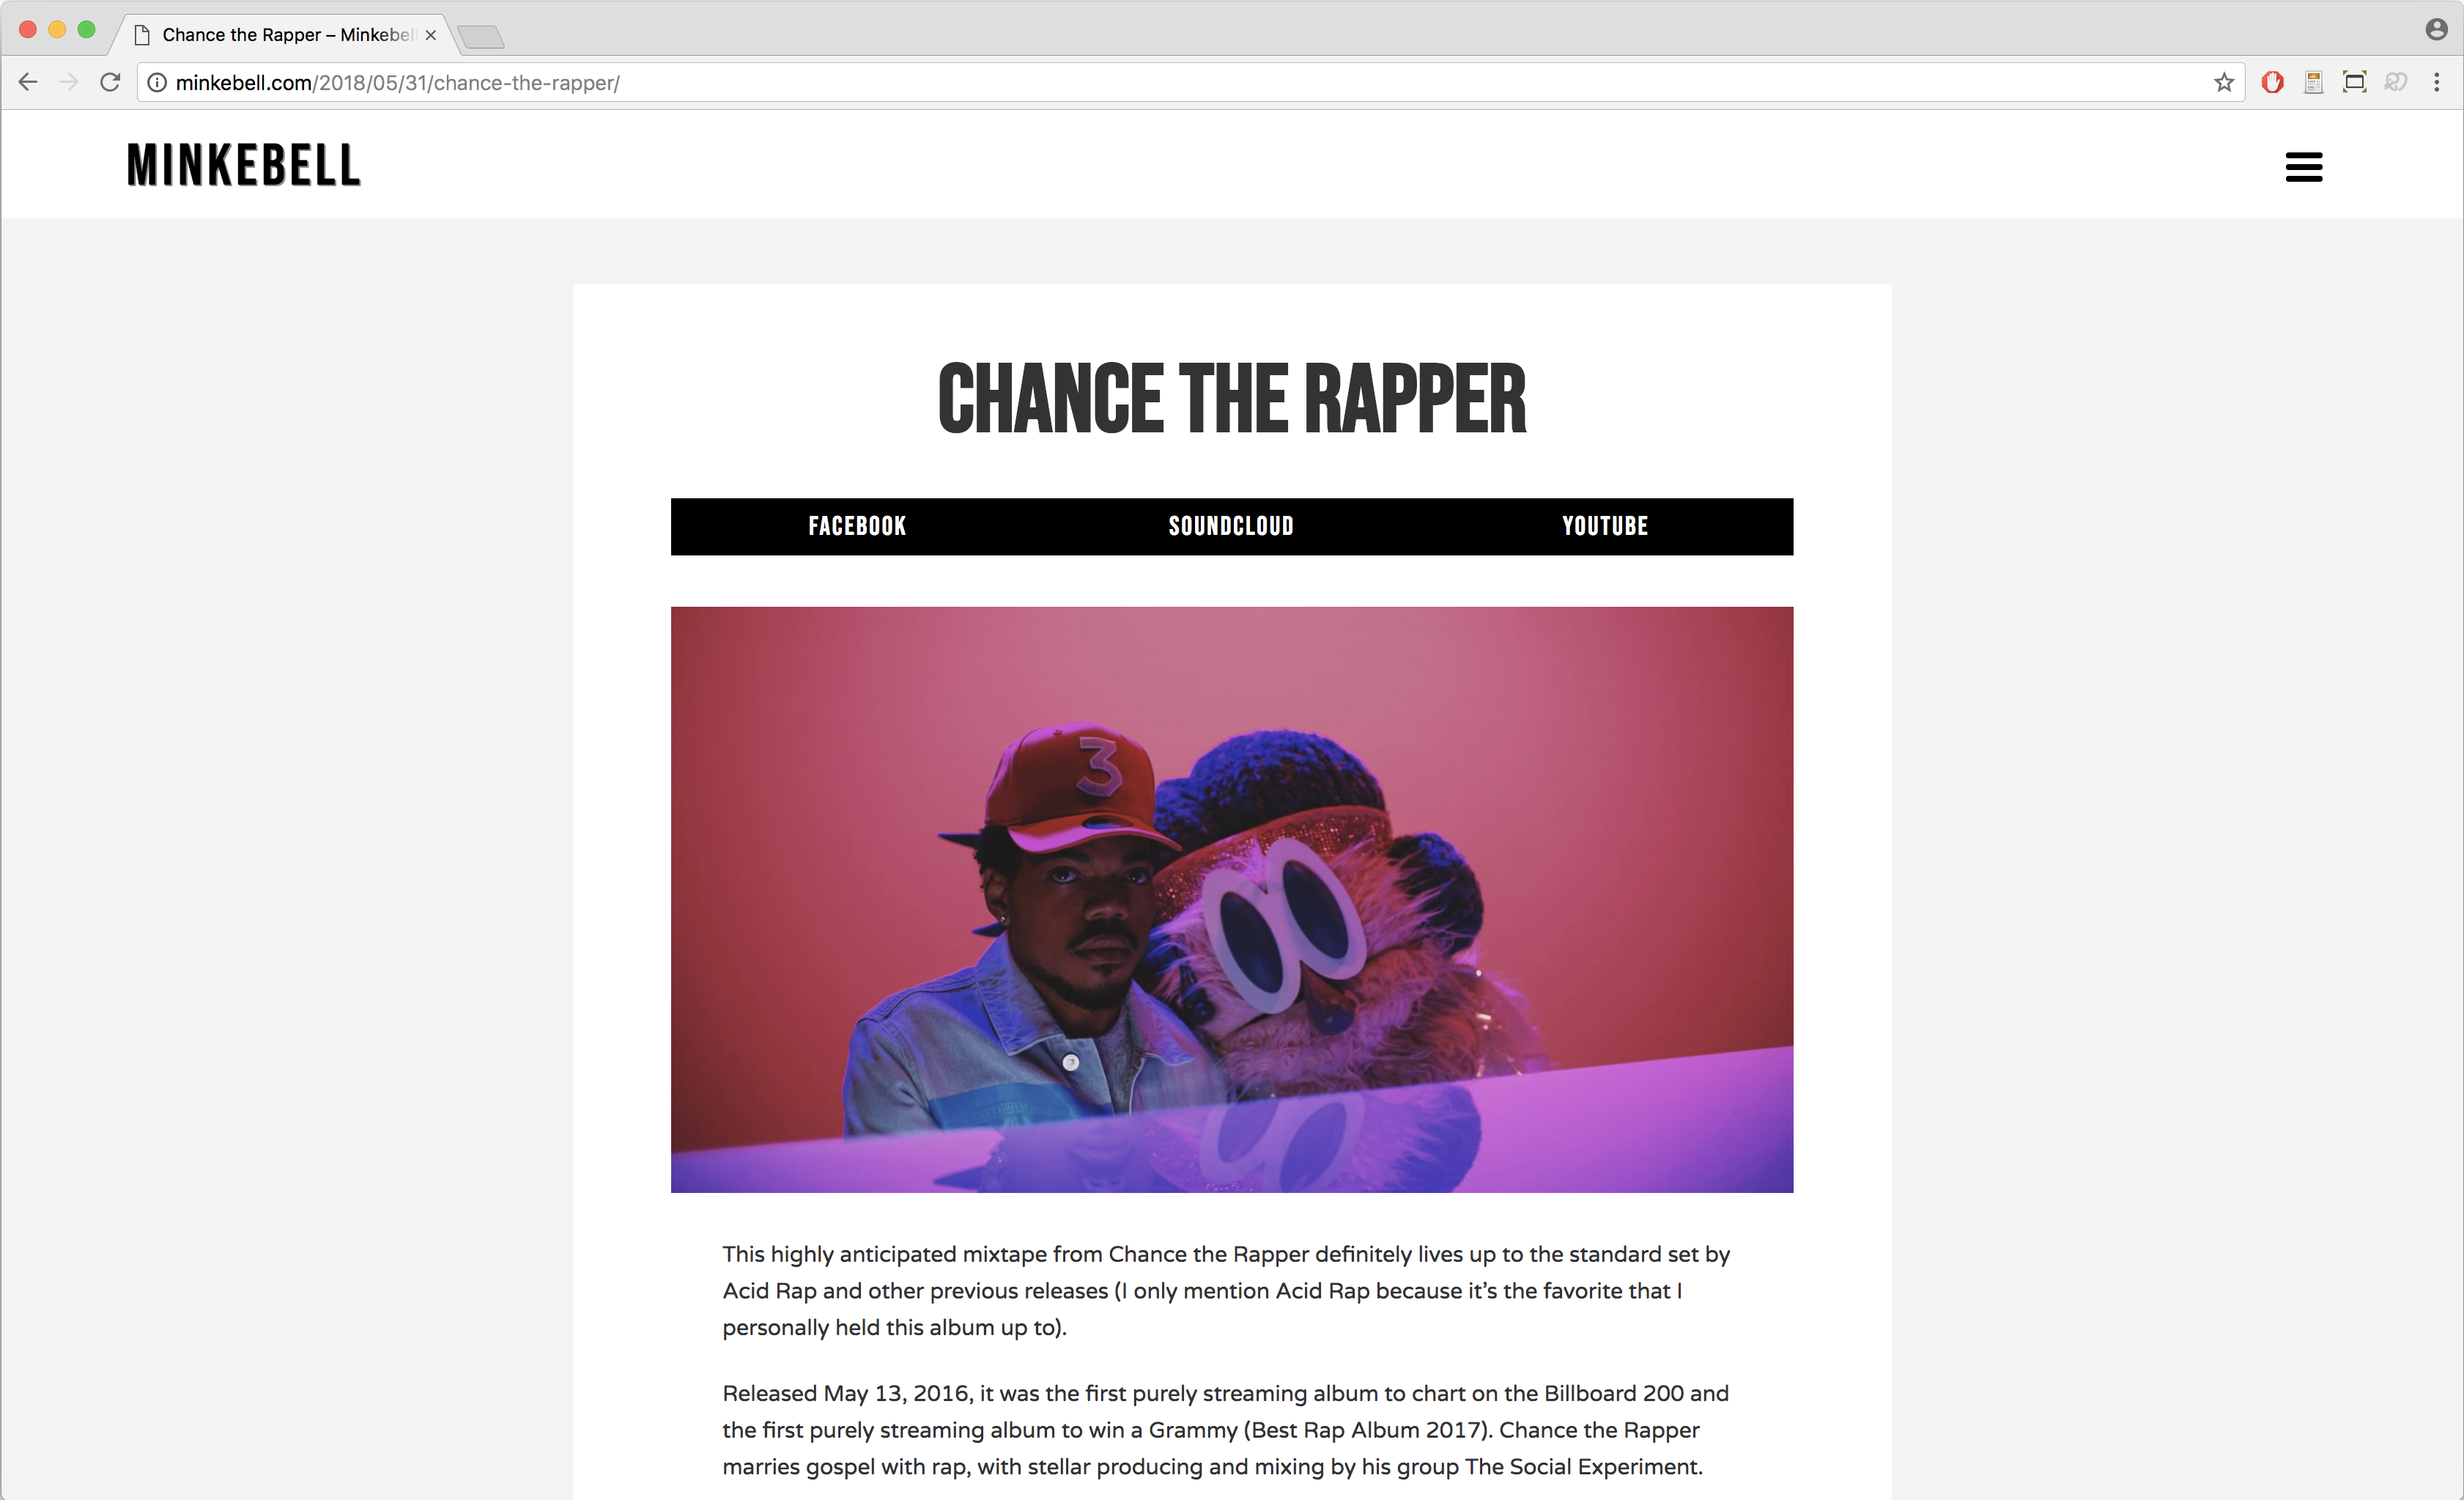 Chance the Rapper – Minkebel
minkebell.com/2018/05/31/chance-the-rapper/
MINKEBELL
CHANCE THE RAPPER
FACEBOOK
SOUNDCLOUD
YOUTUBE
3
This highly anticipated mixtape from Chance the Rapper definitely lives up to the standard set by
Acid Rap and other previous releases (I only mention Acid Rap because it’s the favorite that I
personally held this album up to).
Released May 13, 2016, it was the first purely streaming album to chart on the Billboard 200 and
the first purely streaming album to win a Grammy (Best Rap Album 2017). Chance the Rapper
marries gospel with rap, with stellar producing and mixing by his group The Social Experiment.